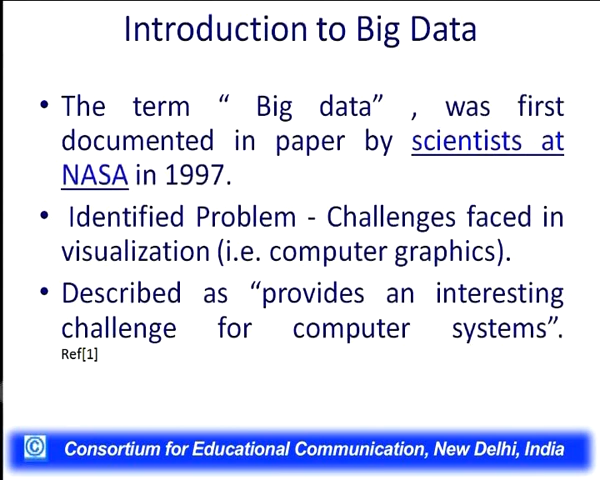 Introduction to Big Data
• The term “ Big data” , was first
documented in paper by scientists at
NASA in 1997.
• Identified Problem - Challenges faced in
visualization (i.e. computer graphics).
• Described as “provides an interesting
challenge for computer systems”.
Ref[1]
© Consortium for Educational Communication, New Delhi, India